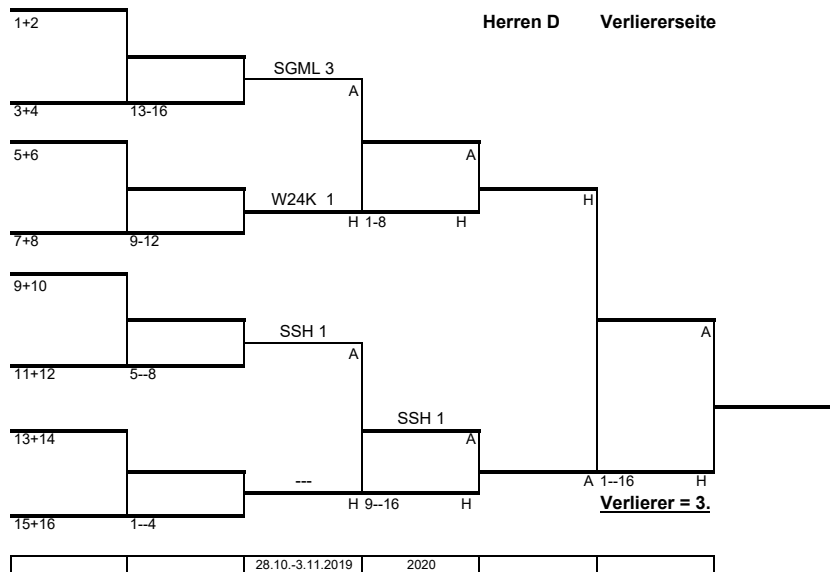 Herren D Verliererseite
1+2
SGML 3
A
3+4 13-16
5+6
A
W24K 1
H
7+8 9-12
H 1-8 H
9+10
SSH 1
A
A
11+12 5--8
SSH 1
13+14
A
---
A 1--16 H
H 9--16 H
Verlierer = 3.
15+16 1--4
28.10.-3.11.2019 2020